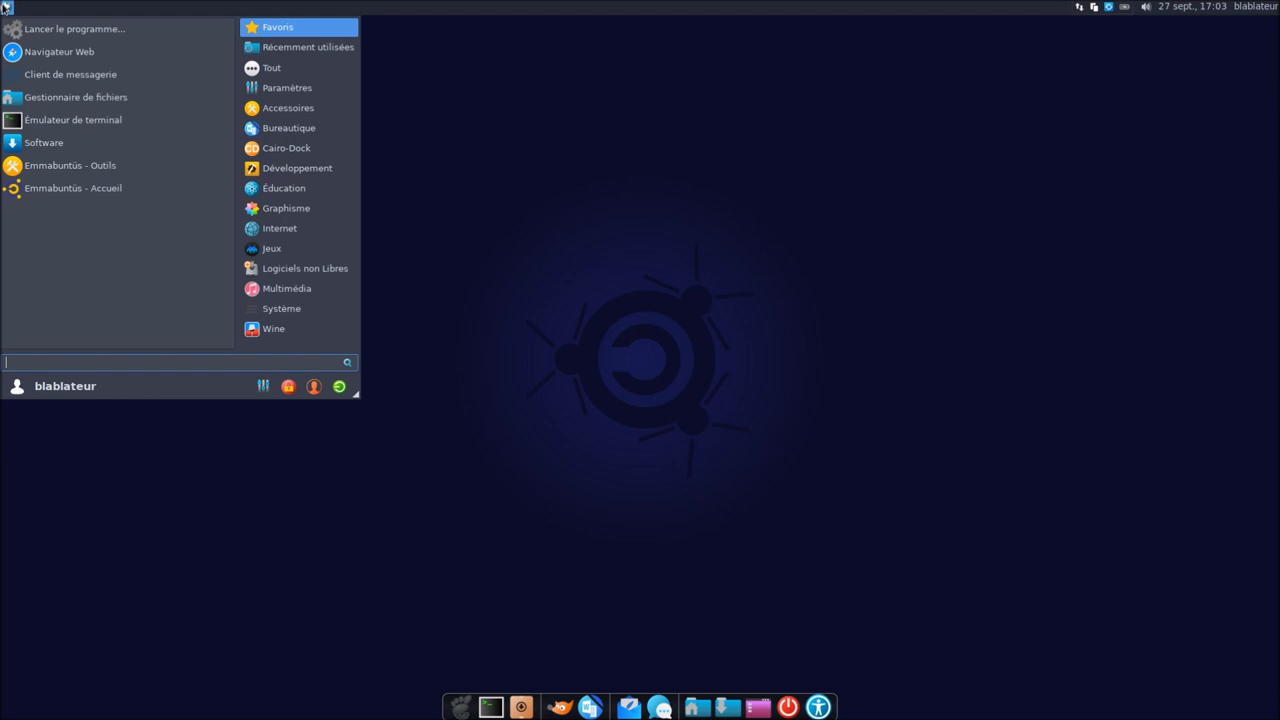 27 sept., 17:03 blablateur
Lancer le programme...
Navigateur Web
Client de messagerie
Gestionnaire de fichiers
Émulateur de terminal
Software
Emmabuntüs - Outils
Emmabuntüs - Accueil
Favoris
Récemment utilisées
Tout
Paramètres
Accessoires
Bureautique
Cairo-Dock
Développement
Éducation
Graphisme
Internet
Jeux
Logiciels non Libres
Multimédia
Système
Wine
blablateur